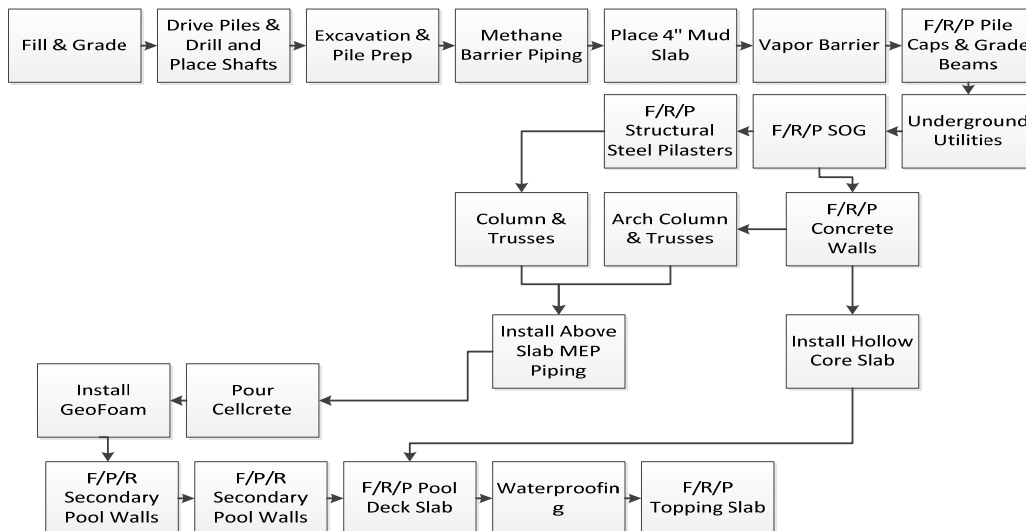 Fill & Grade
Drive Piles &
Drill and
Place Shafts
Excavation &
Pile Prep
Methane
Barrier Piping
Place 4" Mud
Slab
Vapor Barrier
F/R/P Pile
Caps & Grade
Beams
F/R/P
Structural
Steel Pilasters
F/R/P SOG
Underground
Utilities
Column &
Trusses
Arch Column
& Trusses
F/R/P
Concrete
Walls
Install Above
Slab MEP
Piping
Install Hollow
Core Slab
Install
GeoFoam
Pour
Cellcrete
F/P/R
Secondary
Pool Walls
F/P/R
Secondary
Pool Walls
F/R/P Pool
Deck Slab
Waterproofin
g
F/R/P
Topping Slab